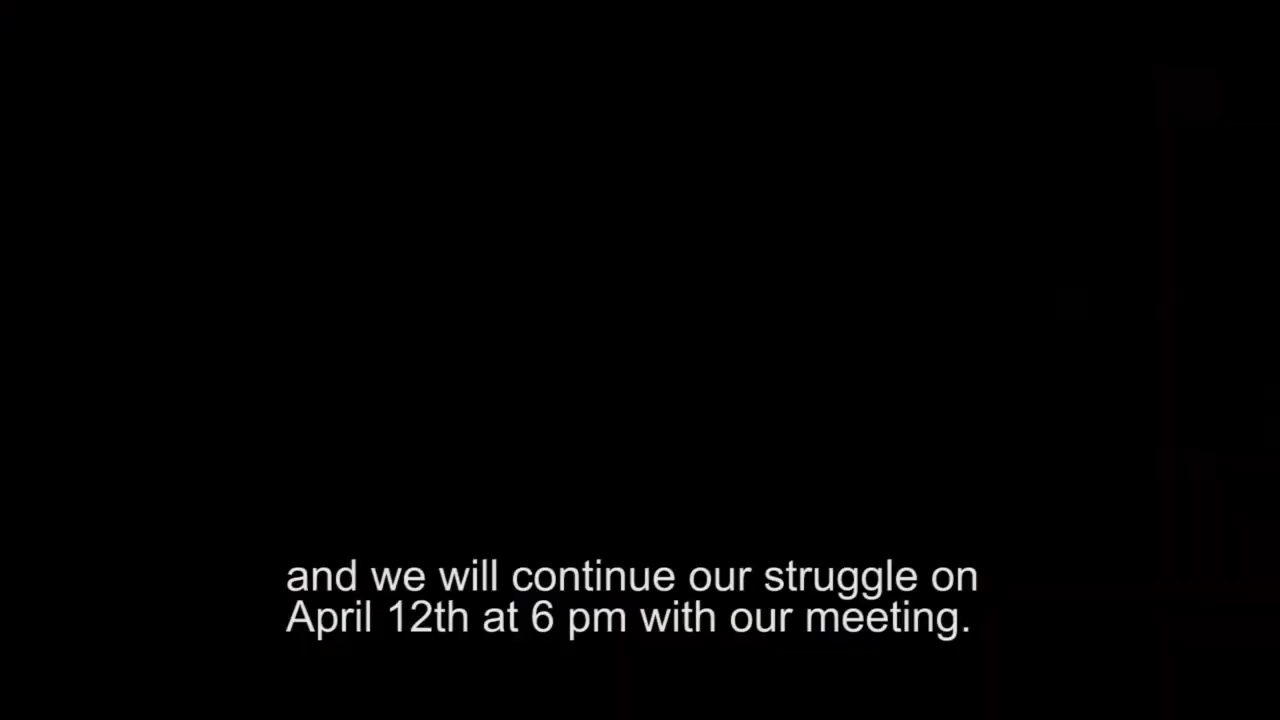 and we will continue our struggle on
April 12th at 6 pm with our meeting.